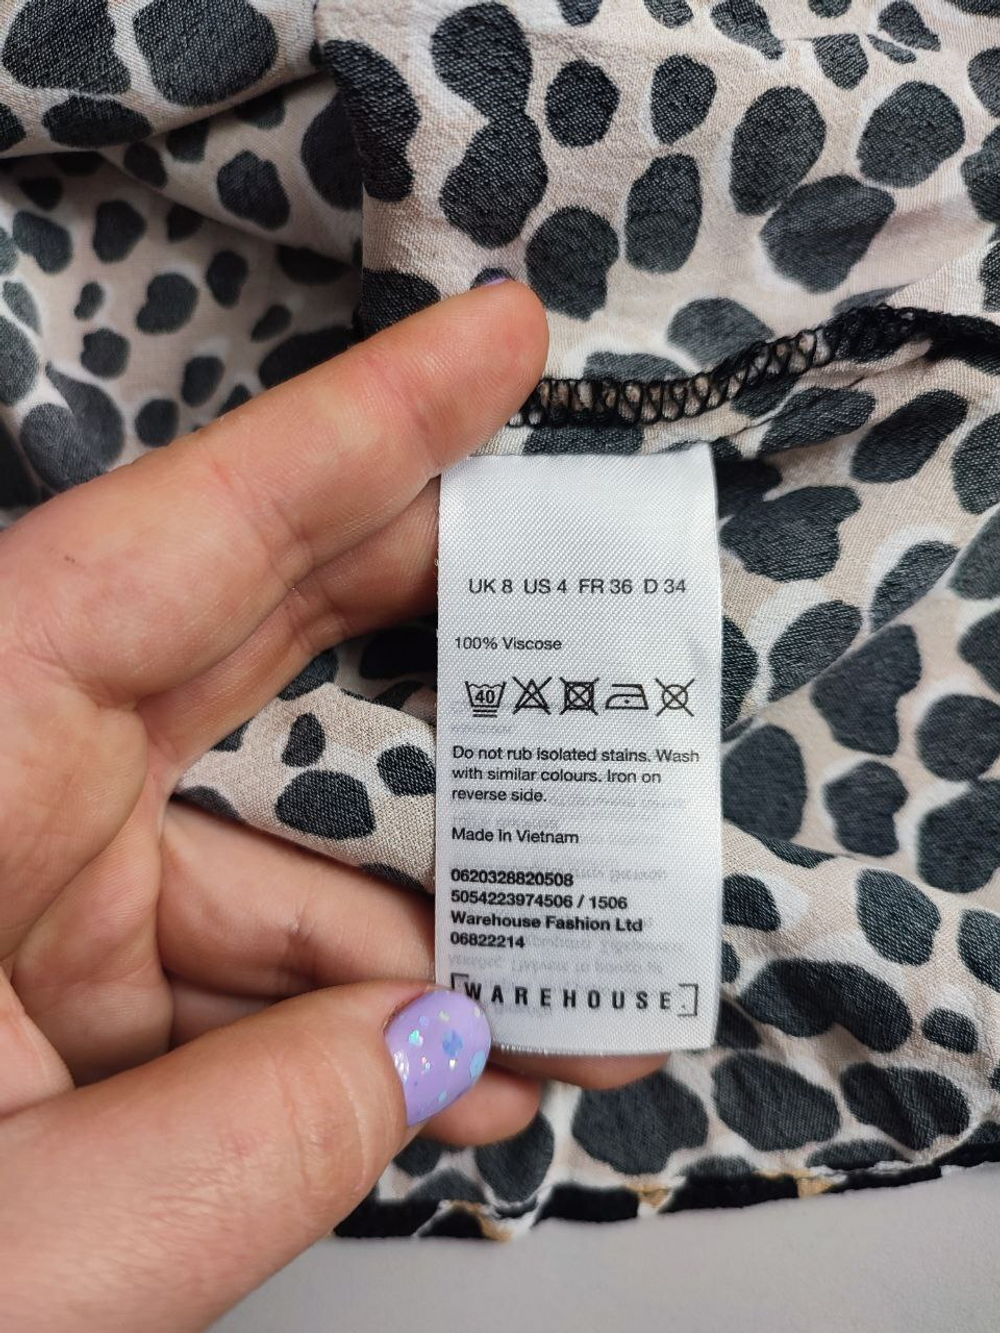 UK 8 US 4 FR 36 D 34
100% Viscose
40
Do not rub isolated stains. Wash
with similar colours. Iron on
reverse side.
Made In Vietnam
0620328820508
5054223974506 / 1506
Warehouse Fashion Ltd
06822214
WAREHOUSE.